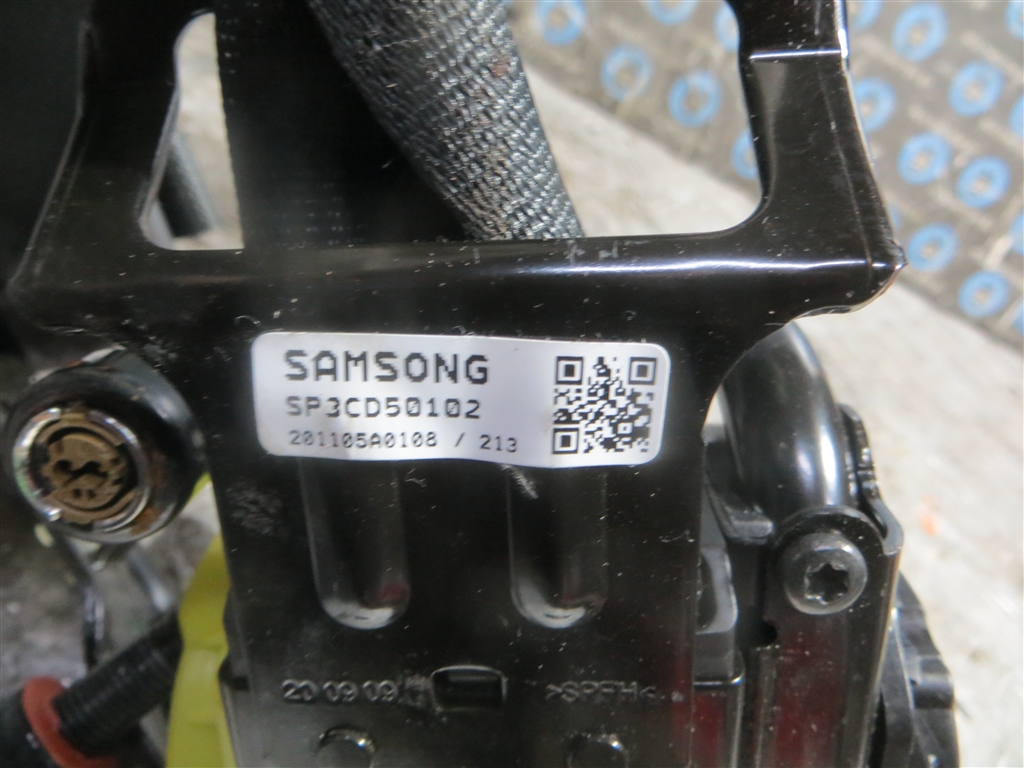 SAMSONG
SP3CD50102
201105A0108 / 213
20 09 09
>SPFH<